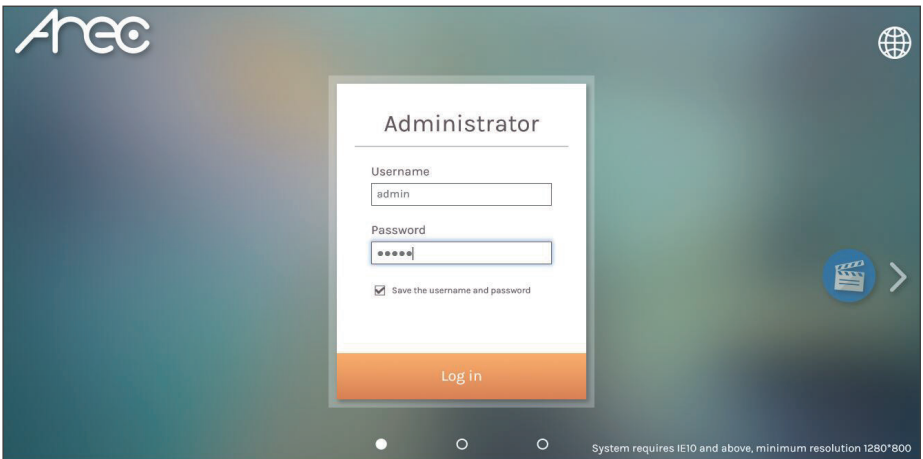 Arec
Administrator
Username
admin
Password
•••••
Save the username and password
Log in
System requires IE10 and above, minimum resolution 1280*800